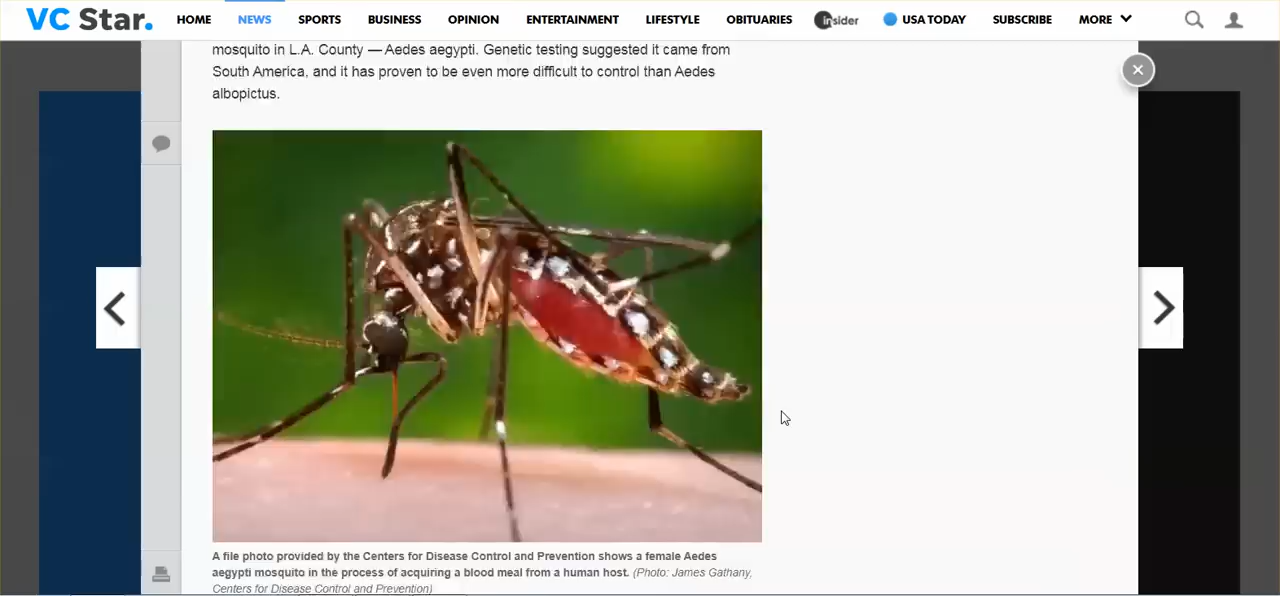 VC Star.
HOME NEWS SPORTS BUSINESS OPINION ENTERTAINMENT LIFESTYLE OBITUARIES Insider USA TODAY SUBSCRIBE MORE
mosquito in L.A. County — Aedes aegypti. Genetic testing suggested it came from
South America, and it has proven to be even more difficult to control than Aedes
albopictus.
A file photo provided by the Centers for Disease Control and Prevention shows a female Aedes
aegypti mosquito in the process of acquiring a blood meal from a human host. (Photo: James Gathany,
Centers for Disease Control and Prevention)